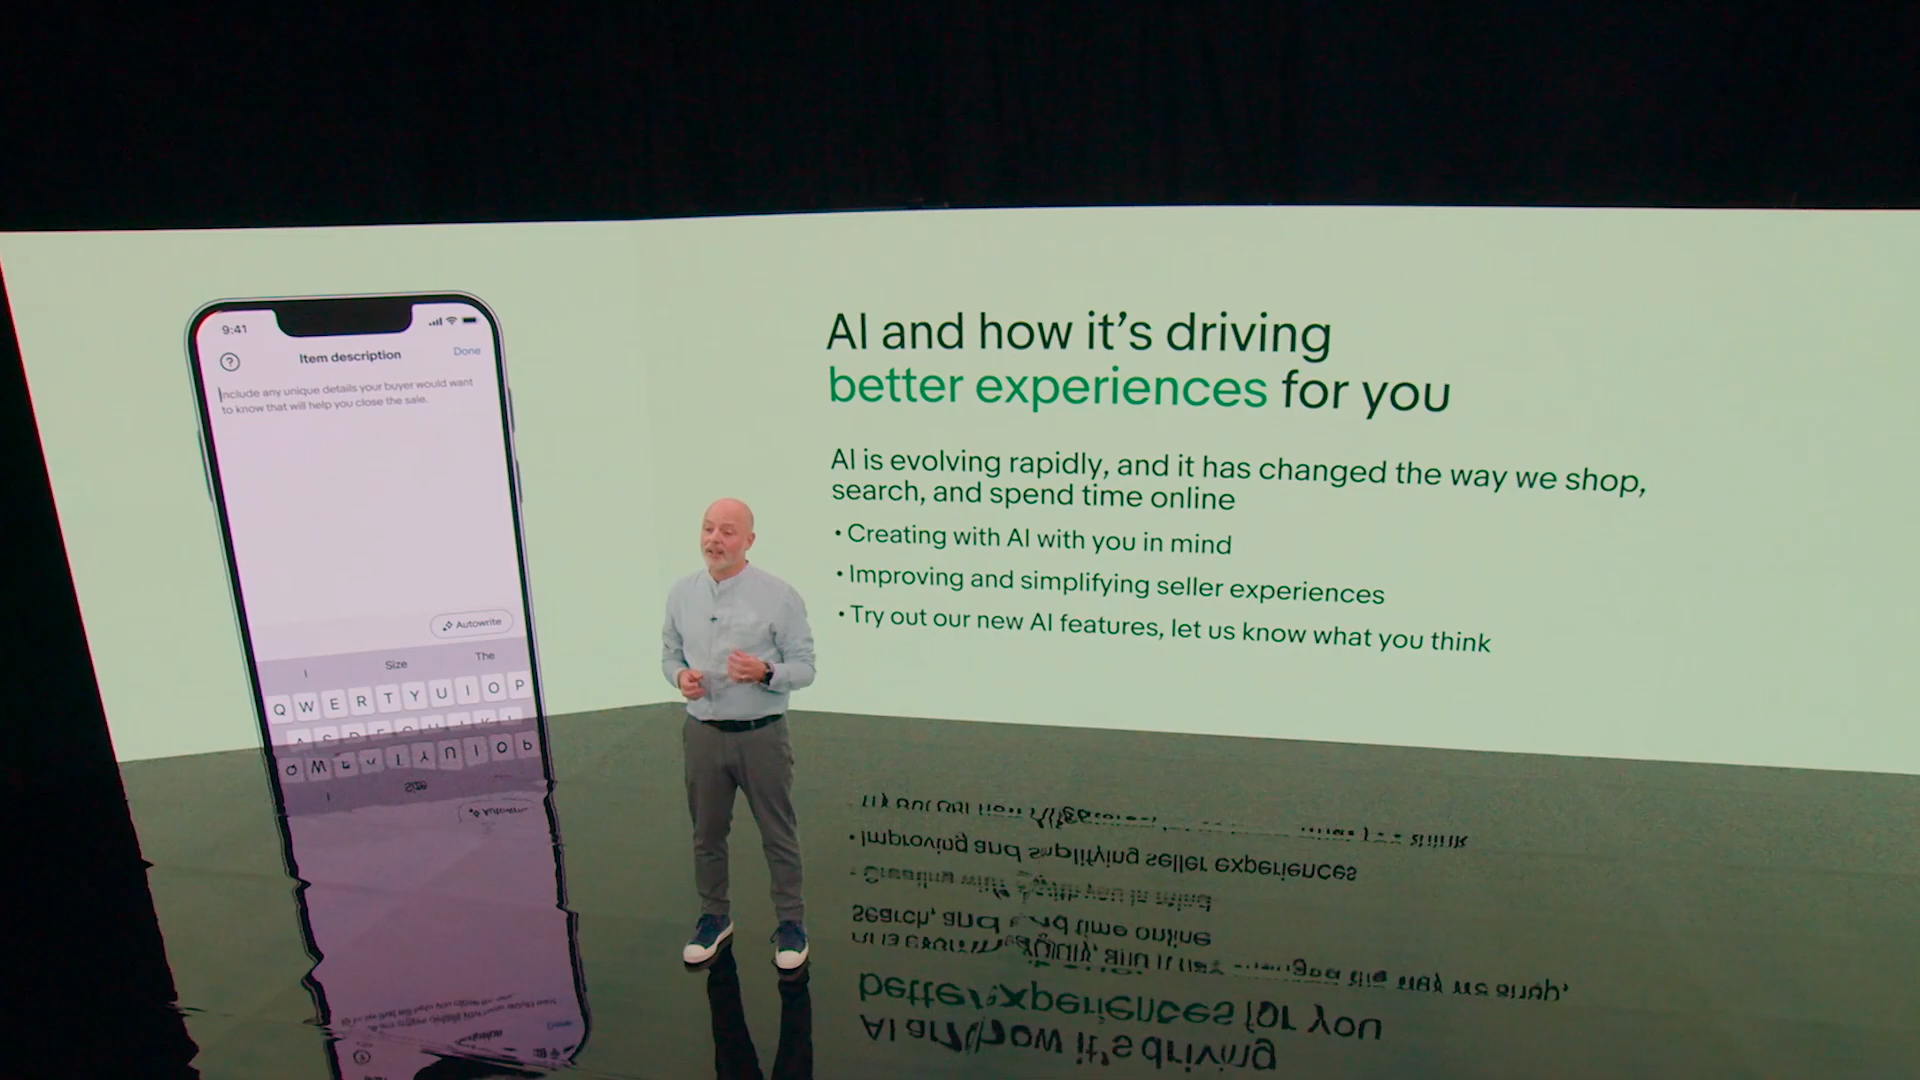 9:41
Item description
Done
Include any unique details your buyer would want
to know that will help you close the sale.
Autowrite
I
Size
The
Q W E R T Y U I O P
AI and how it's driving
better experiences for you
AI is evolving rapidly, and it has changed the way we shop,
search, and spend time online
• Creating with AI with you in mind
• Improving and simplifying seller experiences
• Try out our new AI features, let us know what you think